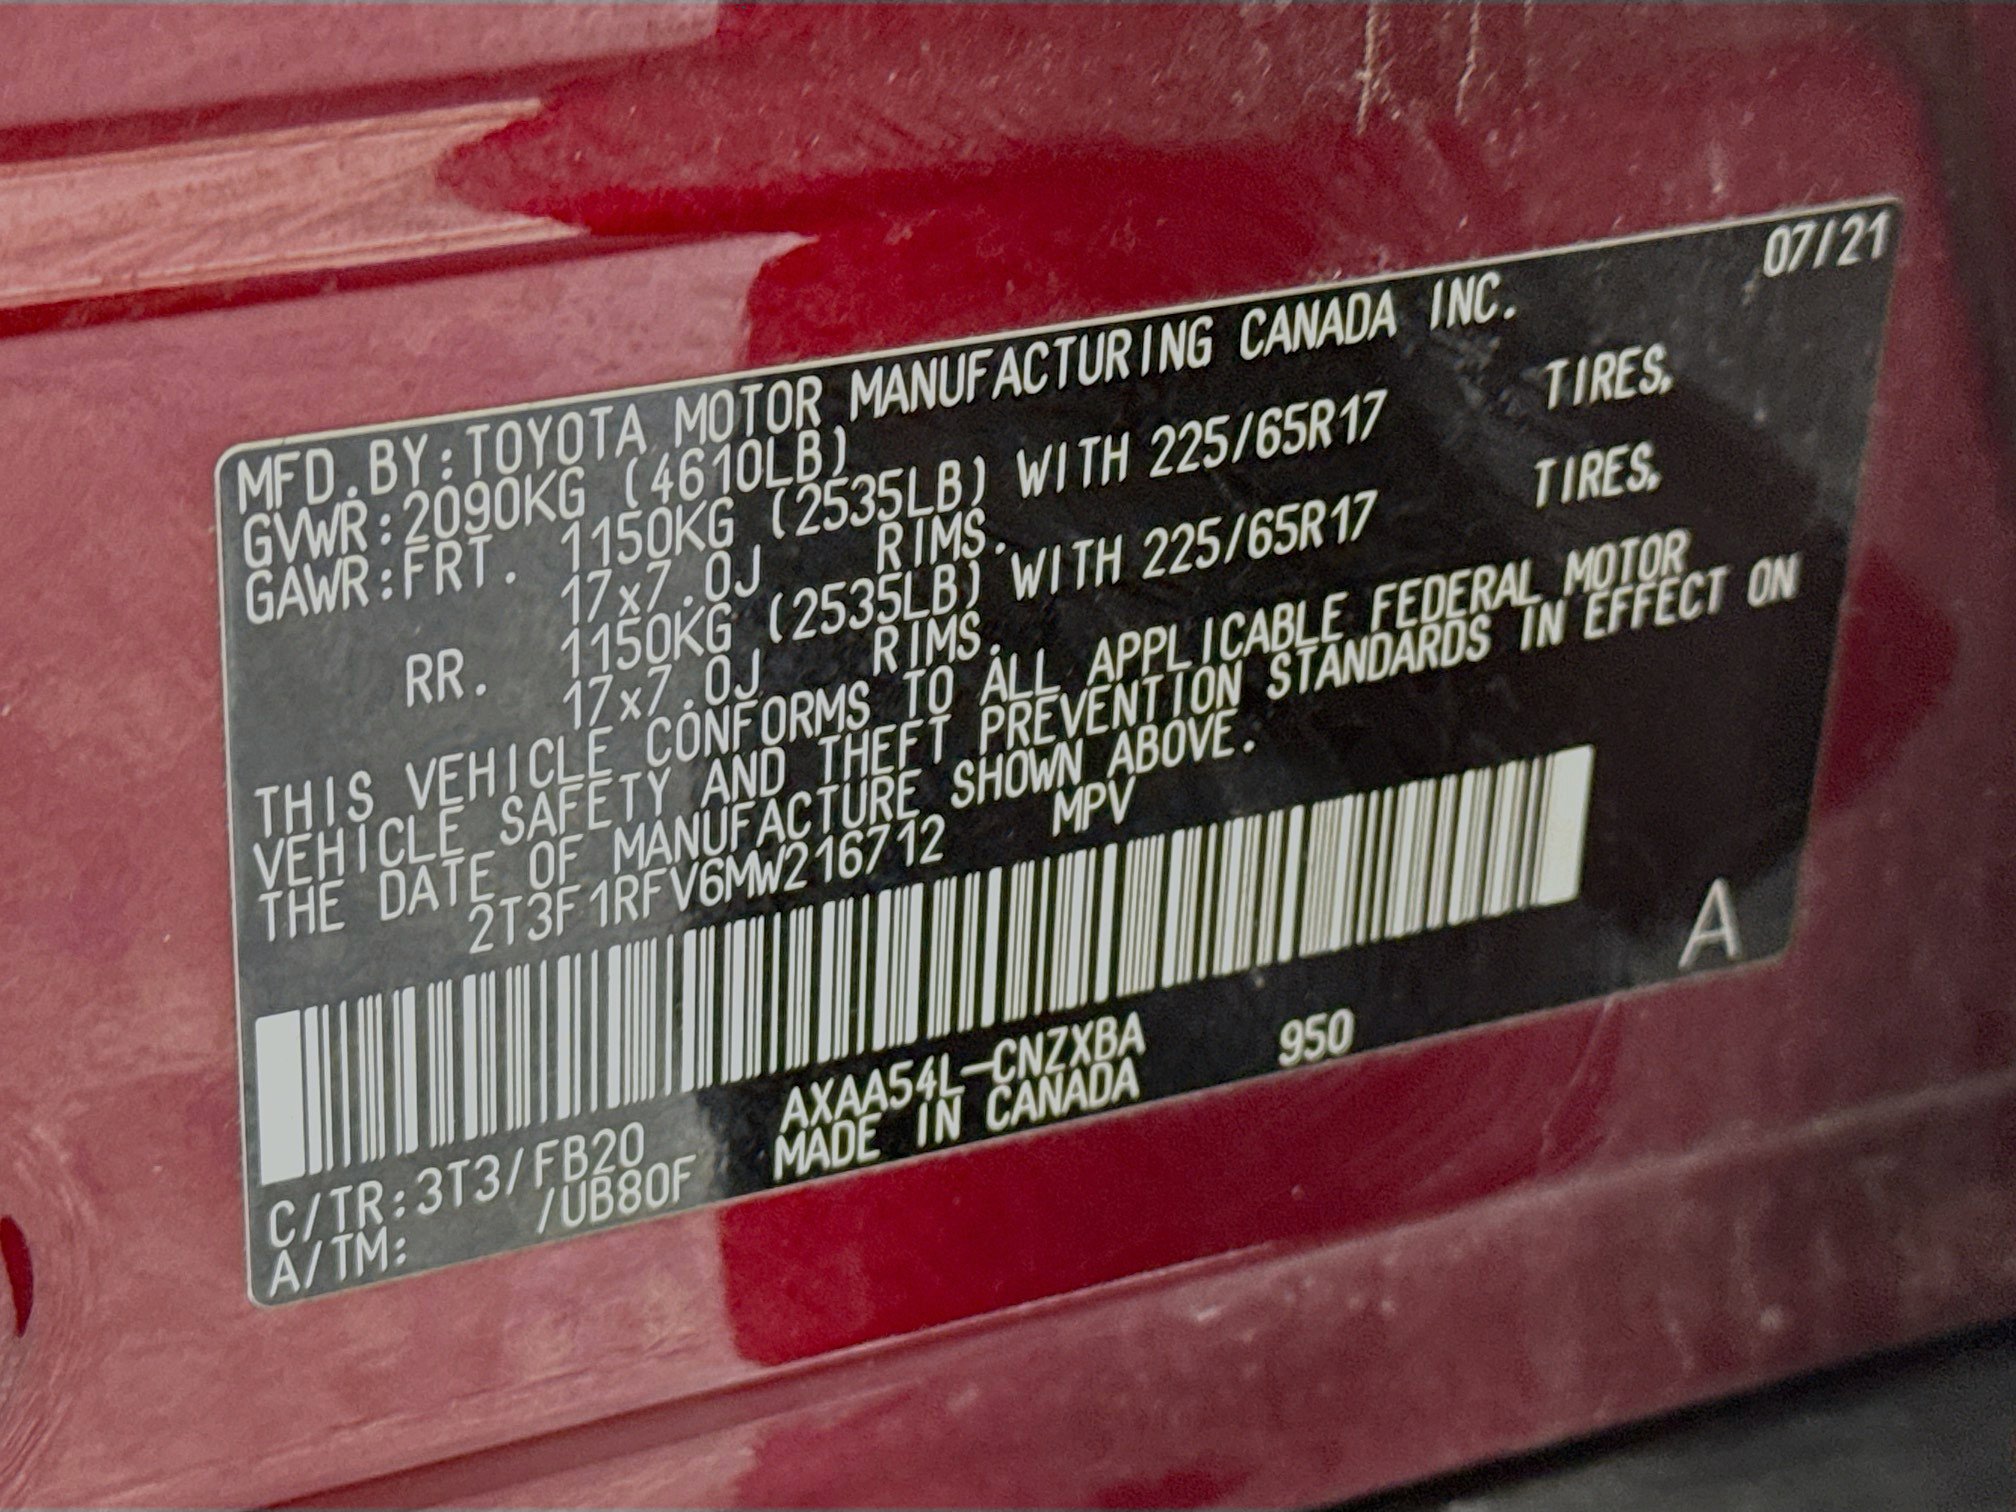 07/21
MFD.BY:TOYOTA MOTOR MANUFACTURING CANADA INC.
GVWR:2090KG (4610LB)
GAWR:FRT. 1150KG (2535LB) WITH 225/65R17 TIRES,
17x7.0J RIMS.
RR. 1150KG (2535LB) WITH 225/65R17 TIRES,
17x7.0J RIMS.
THIS VEHICLE CONFORMS TO ALL APPLICABLE FEDERAL MOTOR
VEHICLE SAFETY AND THEFT PREVENTION STANDARDS IN EFFECT ON
THE DATE OF MANUFACTURE SHOWN ABOVE.
2T3F1RFV6MW216712 MPV
A
C/TR:3T3/FB20 AXAA54L-CNZXBA 950
A/TM: /UB80F MADE IN CANADA